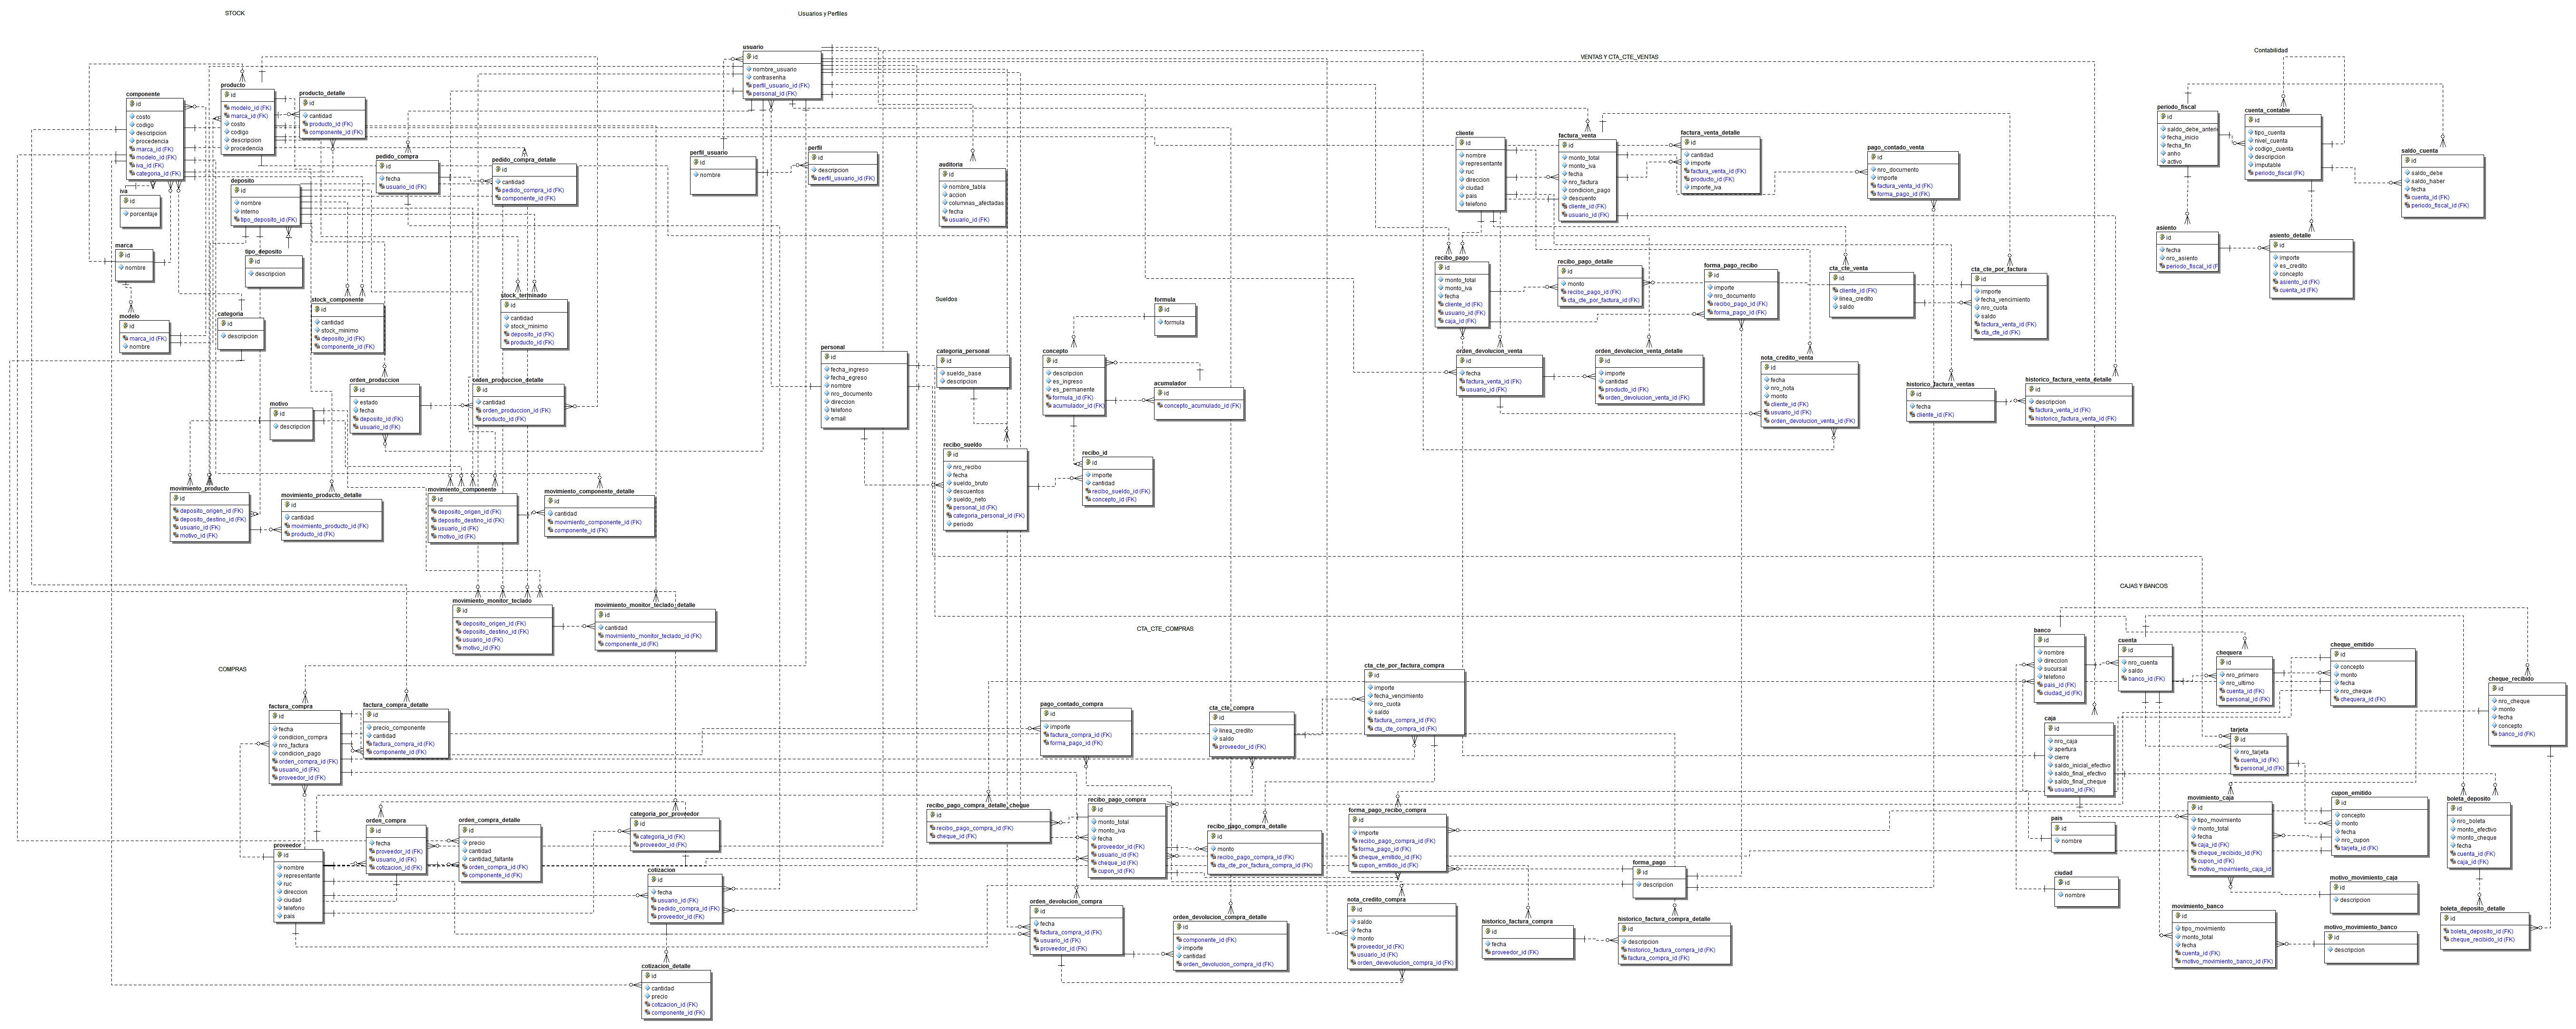 STOCK
Usuarios y Perfiles
VENTAS Y CTA_CTE_VENTAS
Contabilidad
componente
id
costo
codigo
descripcion
procedencia
marca_id (FK)
modelo_id (FK)
iva_id (FK)
categoria_id (FK)
producto
id
modelo_id (FK)
marca_id (FK)
costo
codigo
descripcion
procedencia
producto_detalle
id
cantidad
producto_id (FK)
componente_id (FK)
iva
id
porcentaje
marca
id
nombre
modelo
id
marca_id (FK)
nombre
deposito
id
nombre
interno
tipo_deposito_id (FK)
tipo_deposito
id
descripcion
categoria
id
descripcion
pedido_compra
id
fecha
usuario_id (FK)
pedido_compra_detalle
id
cantidad
pedido_compra_id (FK)
componente_id (FK)
stock_componente
id
cantidad
stock_minimo
deposito_id (FK)
componente_id (FK)
stock_terminado
id
cantidad
stock_minimo
deposito_id (FK)
producto_id (FK)
orden_produccion
id
estado
fecha
deposito_id (FK)
usuario_id (FK)
orden_produccion_detalle
id
cantidad
orden_produccion_id (FK)
producto_id (FK)
motivo
id
descripcion
movimiento_producto
id
deposito_origen_id (FK)
deposito_destino_id (FK)
usuario_id (FK)
motivo_id (FK)
movimiento_producto_detalle
id
cantidad
movimiento_producto_id (FK)
producto_id (FK)
movimiento_componente
id
deposito_origen_id (FK)
deposito_destino_id (FK)
usuario_id (FK)
motivo_id (FK)
movimiento_componente_detalle
id
cantidad
movimiento_componente_id (FK)
componente_id (FK)
movimiento_monitor_teclado
id
deposito_origen_id (FK)
deposito_destino_id (FK)
usuario_id (FK)
motivo_id (FK)
movimiento_monitor_teclado_detalle
id
cantidad
movimiento_monitor_teclado_id (FK)
componente_id (FK)
usuario
id
nombre_usuario
contrasenha
perfil_usuario_id (FK)
personal_id (FK)
perfil_usuario
id
nombre
perfil
id
descripcion
perfil_usuario_id (FK)
auditoria
id
nombre_tabla
accion
columnas_afectadas
fecha
usuario_id (FK)
Sueldos
personal
id
fecha_ingreso
fecha_egreso
nombre
nro_documento
direccion
telefono
email
categoria_personal
id
sueldo_base
descripcion
concepto
id
descripcion
es_ingreso
es_permanente
formula_id (FK)
acumulador_id (FK)
formula
id
formula
acumulador
id
concepto_acumulado_id (FK)
recibo_sueldo
id
nro_recibo
fecha
sueldo_bruto
descuentos
sueldo_neto
personal_id (FK)
categoria_personal_id (FK)
periodo
recibo_id
id
importe
cantidad
recibo_sueldo_id (FK)
concepto_id (FK)
cliente
id
nombre
representante
ruc
direccion
ciudad
pais
telefono
factura_venta
id
monto_total
monto_iva
fecha
nro_factura
condicion_pago
descuento
cliente_id (FK)
usuario_id (FK)
factura_venta_detalle
id
cantidad
importe
factura_venta_id (FK)
producto_id (FK)
importe_iva
pago_contado_venta
id
nro_documento
importe
factura_venta_id (FK)
forma_pago_id (FK)
recibo_pago
id
monto_total
monto_iva
fecha
cliente_id (FK)
usuario_id (FK)
caja_id (FK)
recibo_pago_detalle
id
monto
recibo_pago_id (FK)
cta_cte_por_factura_id (FK)
forma_pago_recibo
id
importe
nro_documento
recibo_pago_id (FK)
forma_pago_id (FK)
cta_cte_venta
id
cliente_id (FK)
linea_credito
saldo
cta_cte_por_factura
id
importe
fecha_vencimiento
nro_cuota
saldo
factura_venta_id (FK)
cta_cte_id (FK)
orden_devolucion_venta
id
fecha
factura_venta_id (FK)
usuario_id (FK)
orden_devolucion_venta_detalle
id
importe
cantidad
producto_id (FK)
orden_devolucion_venta_id (FK)
nota_credito_venta
id
fecha
nro_nota
monto
cliente_id (FK)
usuario_id (FK)
orden_devolucion_venta_id (FK)
historico_factura_ventas
id
fecha
cliente_id (FK)
historico_factura_venta_detalle
id
descripcion
factura_venta_id (FK)
historico_factura_venta_id (FK)
periodo_fiscal
id
saldo_debe_anteri
fecha_inicio
fecha_fin
anho
activo
cuenta_contable
id
tipo_cuenta
nivel_cuenta
codigo_cuenta
descripcion
imputable
periodo_fiscal (FK)
saldo_cuenta
id
saldo_debe
saldo_haber
fecha
cuenta_id (FK)
periodo_fiscal_id (FK)
asiento
id
fecha
nro_asiento
periodo_fiscal_id (F
asiento_detalle
id
importe
es_credito
concepto
asiento_id (FK)
cuenta_id (FK)
COMPRAS
factura_compra
id
fecha
condicion_compra
nro_factura
condicion_pago
orden_compra_id (FK)
usuario_id (FK)
proveedor_id (FK)
factura_compra_detalle
id
precio_componente
cantidad
factura_compra_id (FK)
componente_id (FK)
proveedor
id
nombre
representante
ruc
direccion
ciudad
telefono
pais
orden_compra
id
fecha
proveedor_id (FK)
usuario_id (FK)
cotizacion_id (FK)
orden_compra_detalle
id
precio
cantidad
cantidad_faltante
orden_compra_id (FK)
componente_id (FK)
categoria_por_proveedor
id
categoria_id (FK)
proveedor_id (FK)
cotizacion
id
fecha
usuario_id (FK)
pedido_compra_id (FK)
proveedor_id (FK)
cotizacion_detalle
id
cantidad
precio
cotizacion_id (FK)
componente_id (FK)
CTA_CTE_COMPRAS
pago_contado_compra
id
importe
factura_compra_id (FK)
forma_pago_id (FK)
cta_cte_compra
id
linea_credito
saldo
proveedor_id (FK)
cta_cte_por_factura_compra
id
importe
fecha_vencimiento
nro_cuota
saldo
factura_compra_id (FK)
cta_cte_compra_id (FK)
recibo_pago_compra_detalle_cheque
id
recibo_pago_compra_id (FK)
cheque_id (FK)
recibo_pago_compra
id
monto_total
monto_iva
fecha
proveedor_id (FK)
usuario_id (FK)
cheque_id (FK)
cupon_id (FK)
recibo_pago_compra_detalle
id
monto
recibo_pago_compra_id (FK)
cta_cte_por_factura_compra_id (FK)
forma_pago_recibo_compra
id
importe
recibo_pago_compra_id (FK)
forma_pago_id (FK)
cheque_emitido_id (FK)
cupon_emitido_id (FK)
forma_pago
id
descripcion
orden_devolucion_compra
id
fecha
factura_compra_id (FK)
usuario_id (FK)
proveedor_id (FK)
orden_devolucion_compra_detalle
id
componente_id (FK)
importe
cantidad
orden_devolucion_compra_id (FK)
nota_credito_compra
id
saldo
fecha
monto
proveedor_id (FK)
usuario_id (FK)
orden_devevolucion_compra_id (FK)
historico_factura_compra
id
fecha
proveedor_id (FK)
historico_factura_compra_detalle
id
descripcion
historico_factura_compra_id (FK)
factura_compra_id (FK)
CAJAS Y BANCOS
banco
id
nombre
direccion
sucursal
telefono
pais_id (FK)
ciudad_id (FK)
cuenta
id
nro_cuenta
saldo
banco_id (FK)
chequera
id
nro_primero
nro_ultimo
cuenta_id (FK)
personal_id (FK)
cheque_emitido
id
concepto
monto
fecha
nro_cheque
chequera_id (FK)
cheque_recibido
id
nro_cheque
monto
fecha
concepto
banco_id (FK)
caja
id
nro_caja
apertura
cierre
saldo_inicial_efectivo
saldo_final_efectivo
saldo_final_cheque
usuario_id (FK)
tarjeta
id
nro_tarjeta
cuenta_id (FK)
personal_id (FK)
pais
id
nombre
ciudad
id
nombre
movimiento_caja
id
tipo_movimiento
monto_total
fecha
caja_id (FK)
cheque_recibido_id (FK)
cupon_id (FK)
motivo_movimiento_caja_id
cupon_emitido
id
concepto
monto
fecha
nro_cupon
tarjeta_id (FK)
boleta_deposito
id
nro_boleta
monto_efectivo
monto_cheque
fecha
cuenta_id (FK)
caja_id (FK)
motivo_movimiento_caja
id
descripcion
movimiento_banco
id
tipo_movimiento
monto_total
fecha
cuenta_id (FK)
motivo_movimiento_banco_id (FK)
motivo_movimiento_banco
id
descripcion
boleta_deposito_detalle
id
boleta_deposito_id (FK)
cheque_recibido_id (FK)